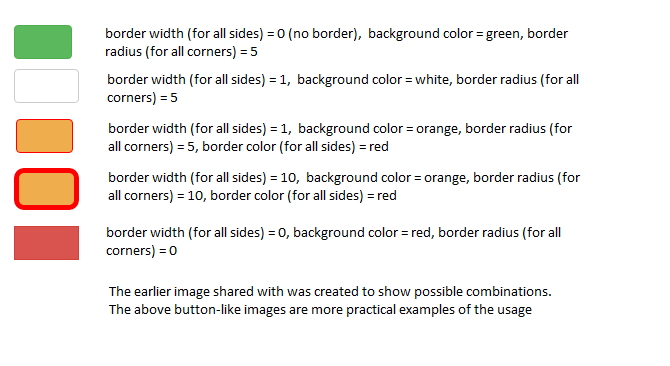 border width (for all sides) = 0 (no border),  background color = green, border
radius (for all corners) = 5
border width (for all sides) = 1,  background color = white, border radius (for all
corners) = 5
border width (for all sides) = 1,  background color = orange, border radius (for
all corners) = 5, border color (for all sides) = red
border width (for all sides) = 10,  background color = orange, border radius (for
all corners) = 10, border color (for all sides) = red
border width (for all sides) = 0, background color = red, border radius (for all
corners) = 0
The earlier image shared with was created to show possible combinations.
The above button-like images are more practical examples of the usage